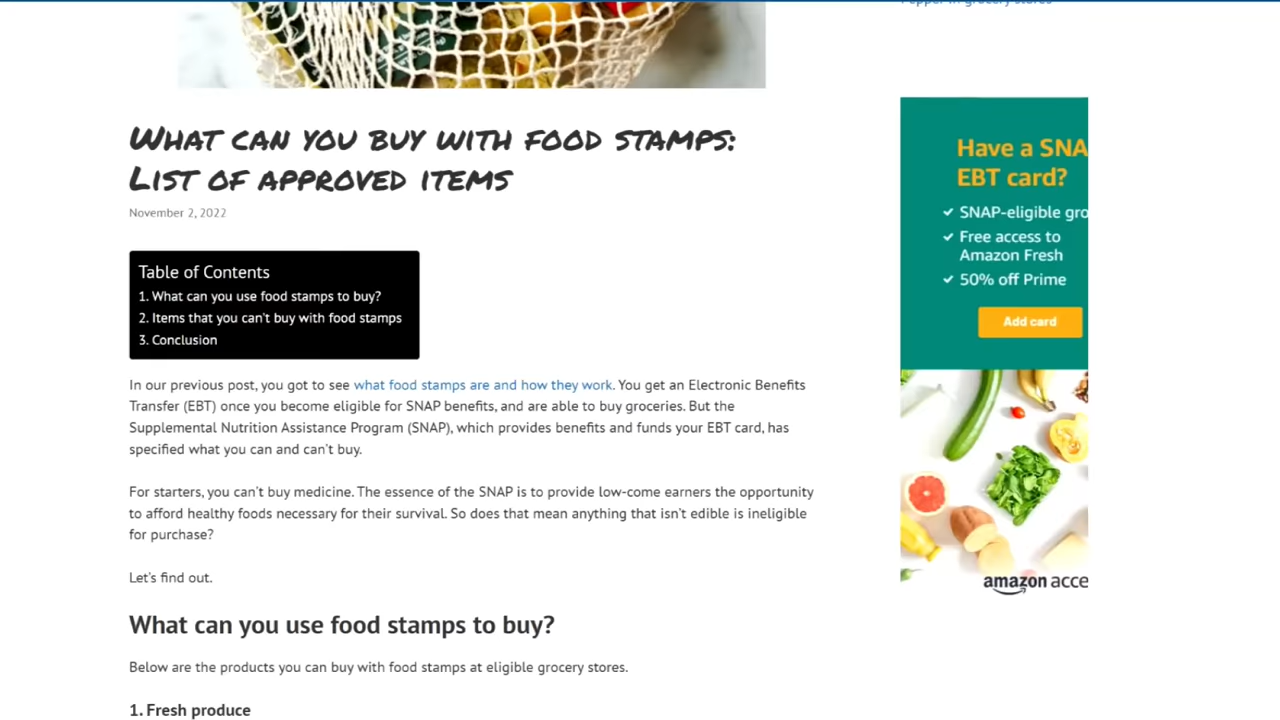 What can you buy with food stamps:
List of approved items
November 2, 2022
Table of Contents
1. What can you use food stamps to buy?
2. Items that you can't buy with food stamps
3. Conclusion
In our previous post, you got to see what food stamps are and how they work. You get an Electronic Benefits
Transfer (EBT) once you become eligible for SNAP benefits, and are able to buy groceries. But the
Supplemental Nutrition Assistance Program (SNAP), which provides benefits and funds your EBT card, has
specified what you can and can't buy.
For starters, you can't buy medicine. The essence of the SNAP is to provide low-come earners the opportunity
to afford healthy foods necessary for their survival. So does that mean anything that isn't edible is ineligible
for purchase?
Let's find out.
What can you use food stamps to buy?
Below are the products you can buy with food stamps at eligible grocery stores.
1. Fresh produce
Pepper in grocery stores
Have a SNA
EBT card?
SNAP-eligible gro
Free access to
Amazon Fresh
50% off Prime
Add card
amazon acce